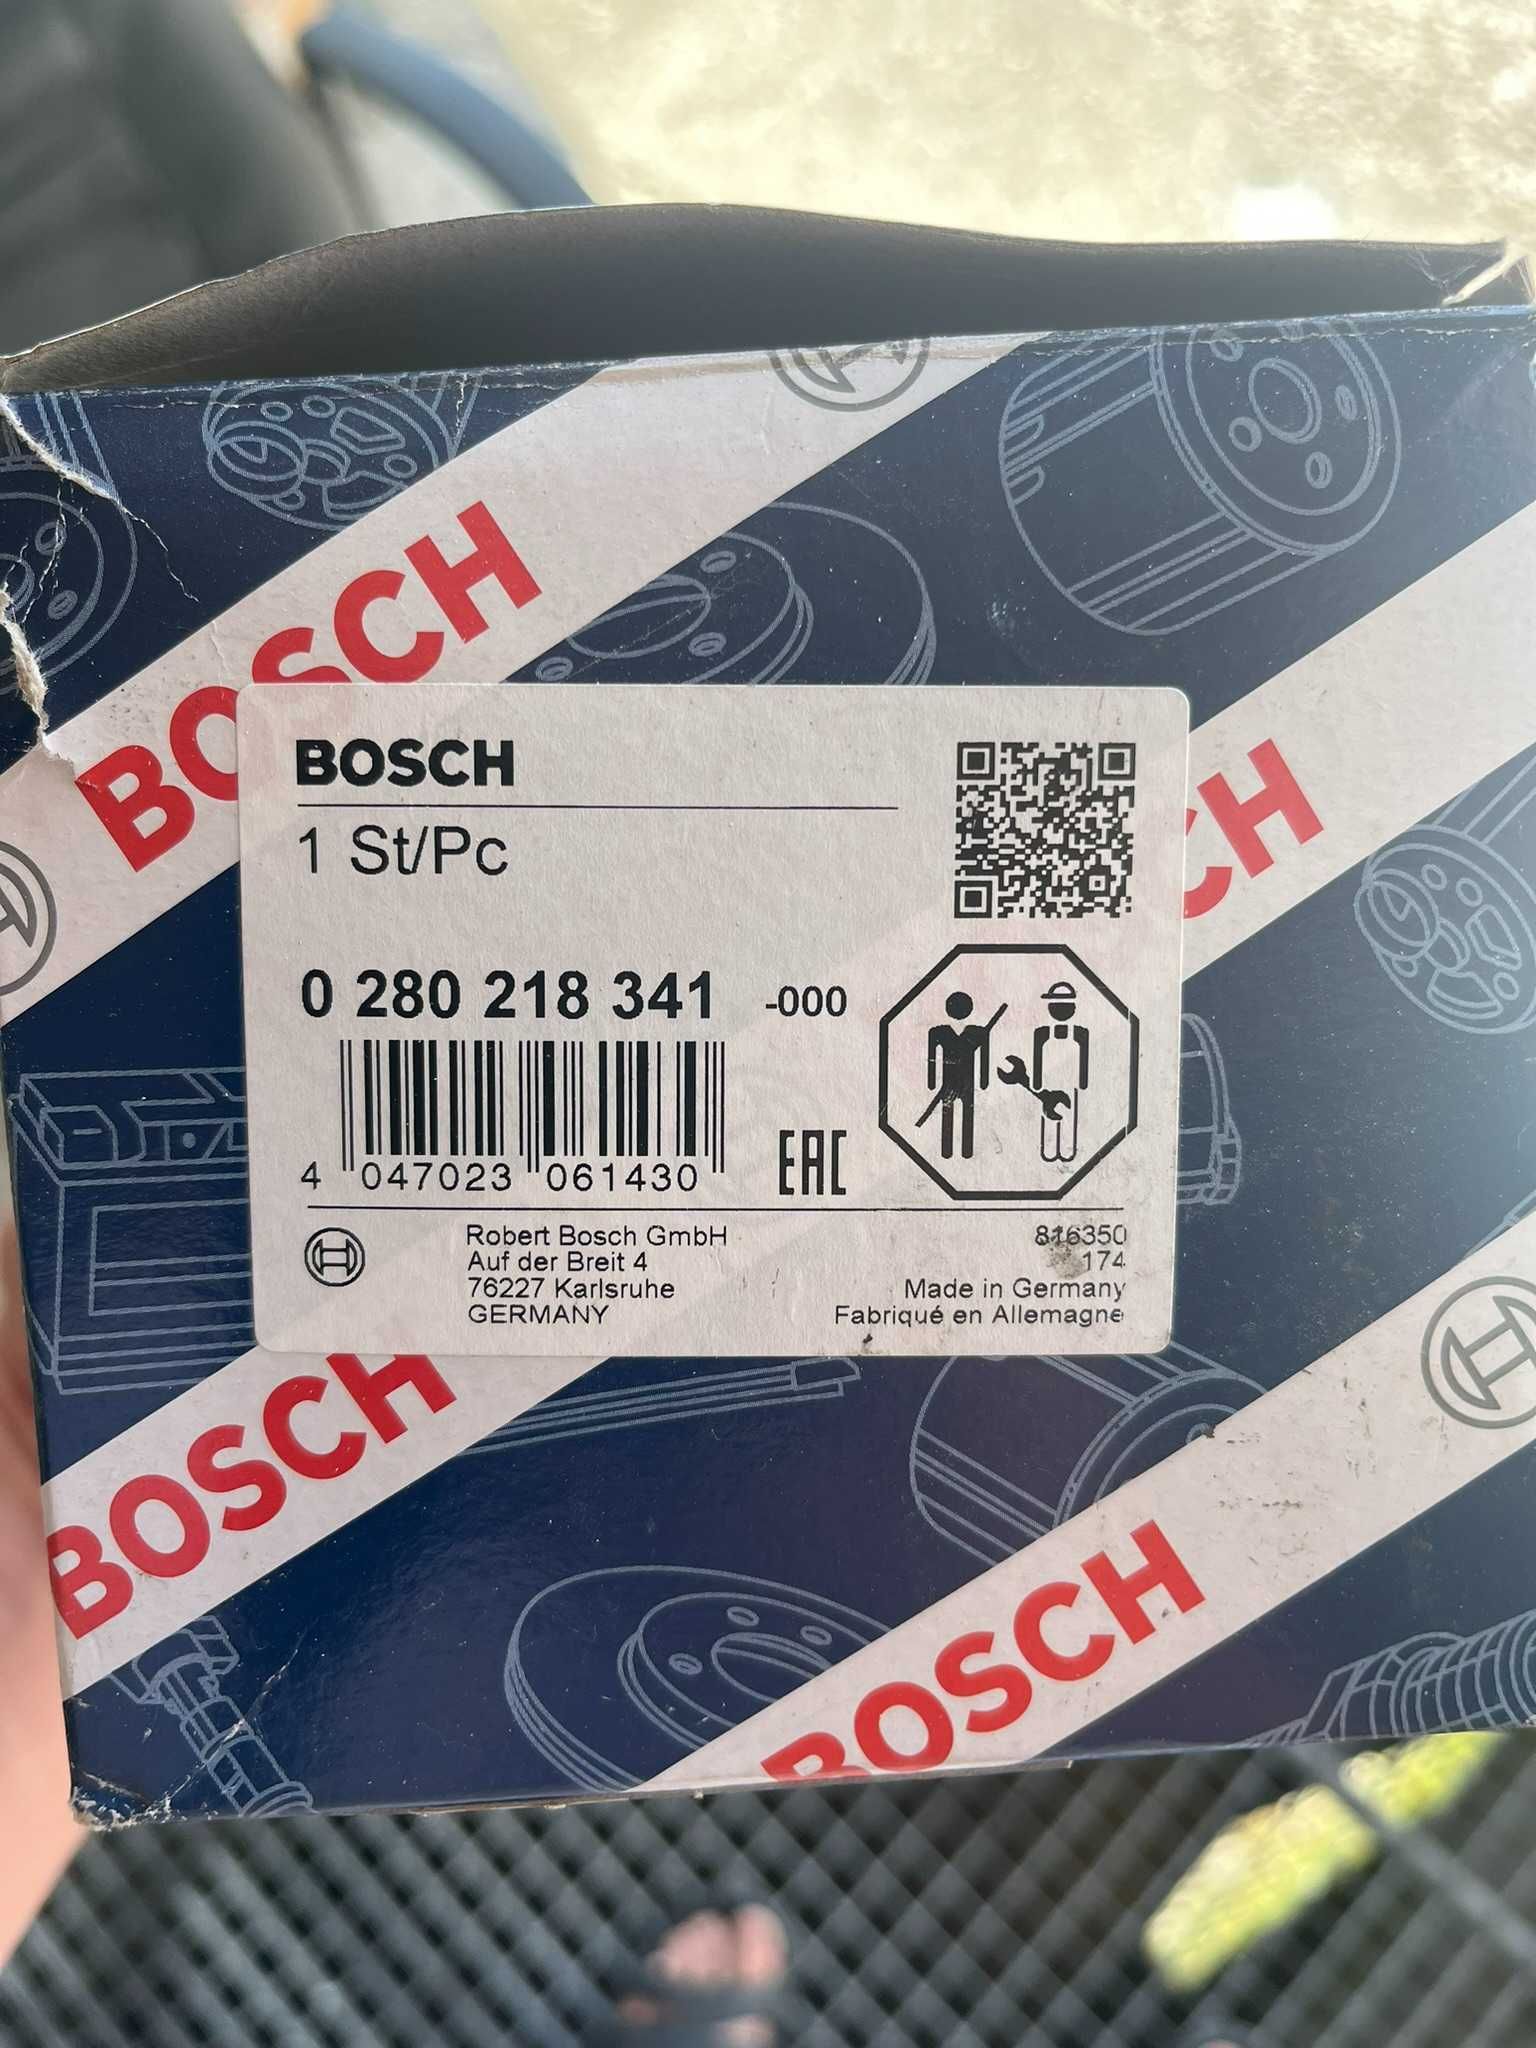 BOSCH
BOSCH
1 St/Pc
CH
0 280 218 341 -000
4 047023 061430
EAC
Robert Bosch GmbH
Auf der Breit 4
76227 Karlsruhe
GERMANY
816350
174
Made in Germany
Fabriqué en Allemagne
BOSCH
BOSCH